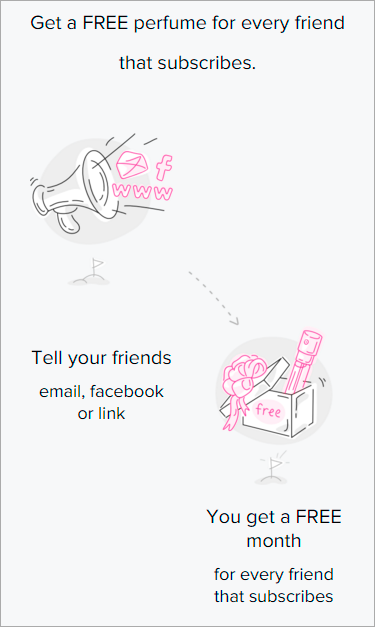 Get a FREE perfume for every friend
that subscribes.
f
www
Tell your friends
email, facebook
or link
free
You get a FREE
month
for every friend
that subscribes